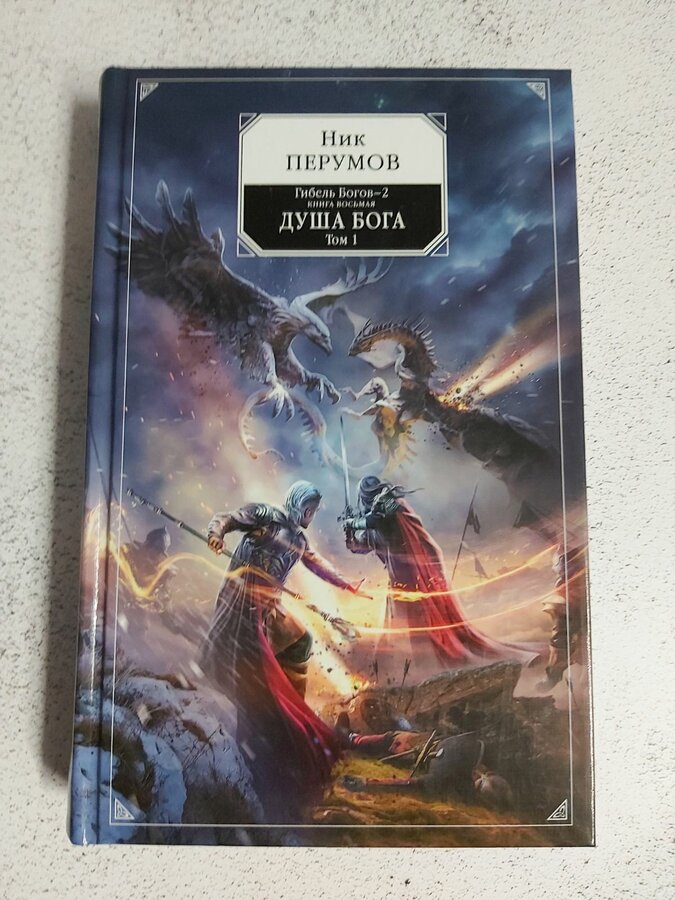 Ник
ПЕРУМОВ
Гибель Богов–2
КНИГА ВОСЬМАЯ
ДУША БОГА
Том 1